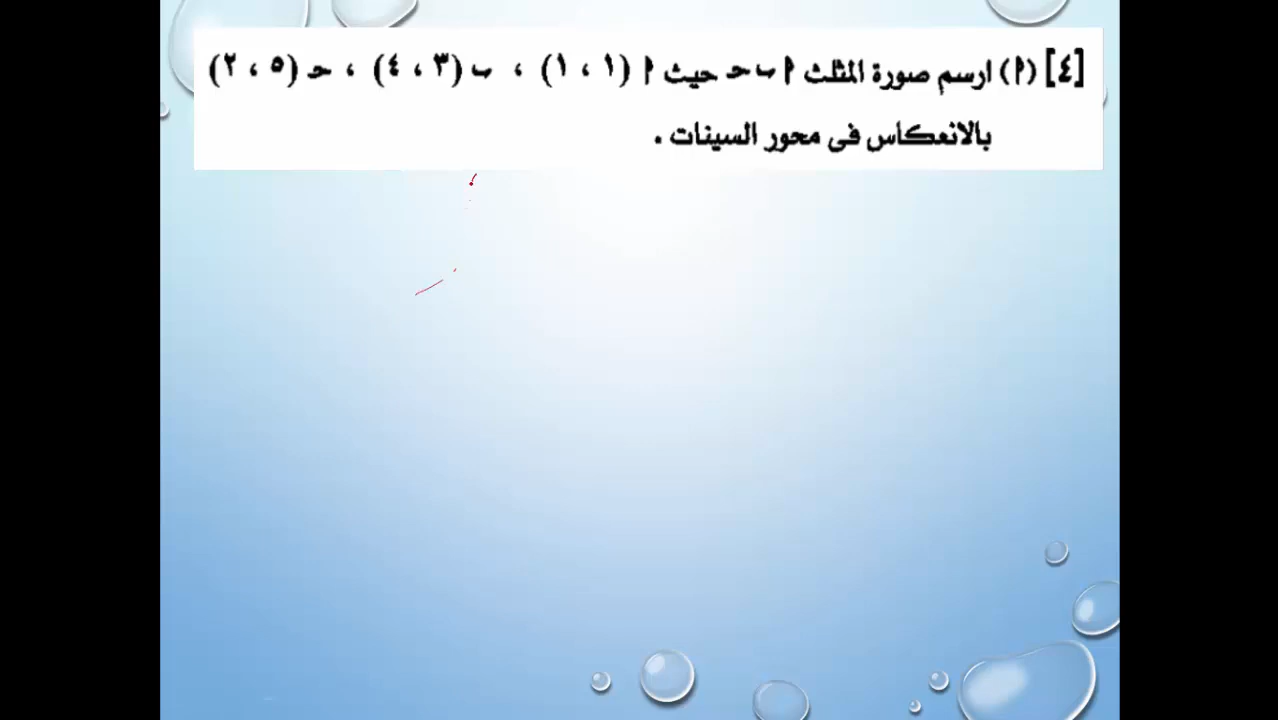 [٤] (أ) ارسم صورة المثلث أ ب حـ حيث أ (١ ، ١) ، ب (٣ ، ٤) ، حـ (٥ ، ٢)
بالانعكاس فى محور السينات .